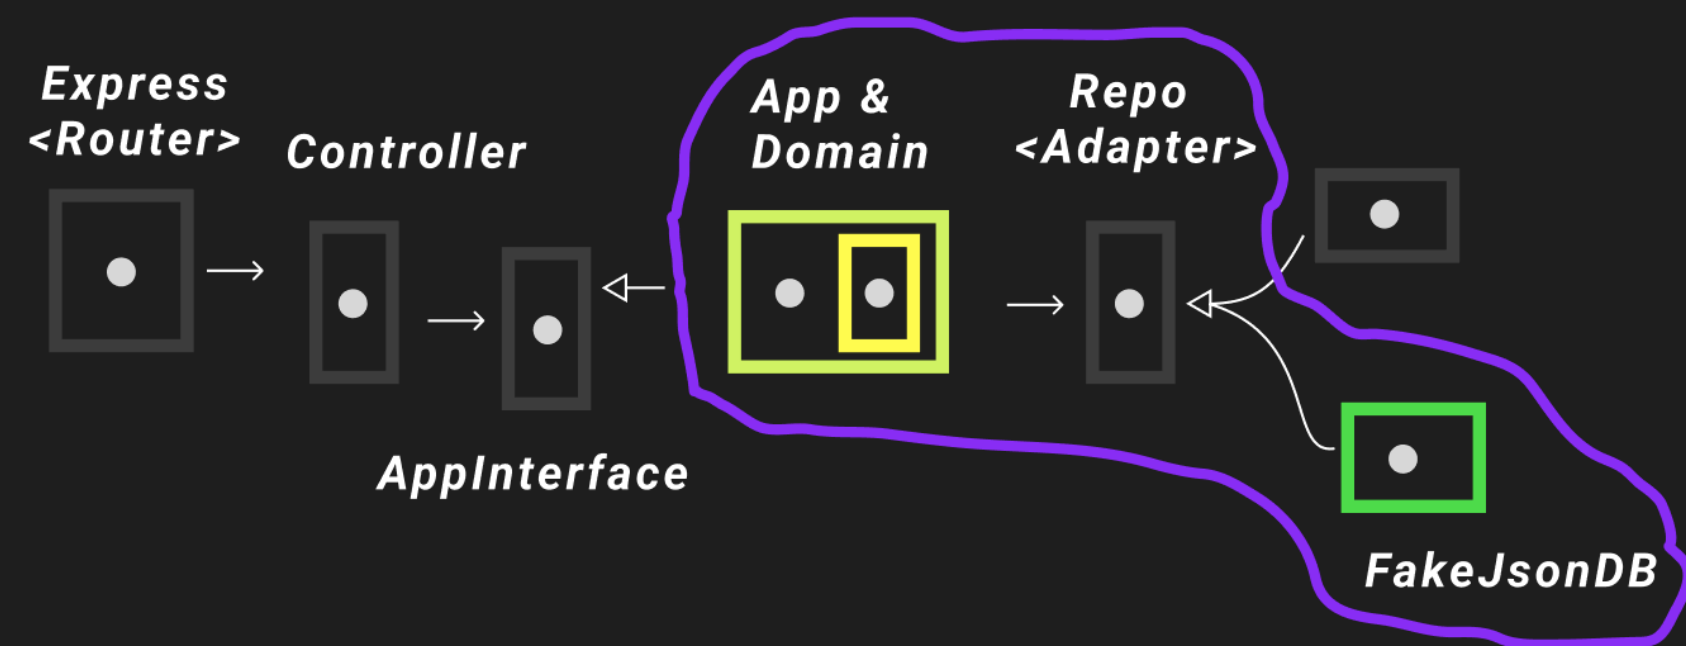 Express
<Router>
Controller
AppInterface
App &
Domain
Repo
<Adapter>
FakeJsonDB